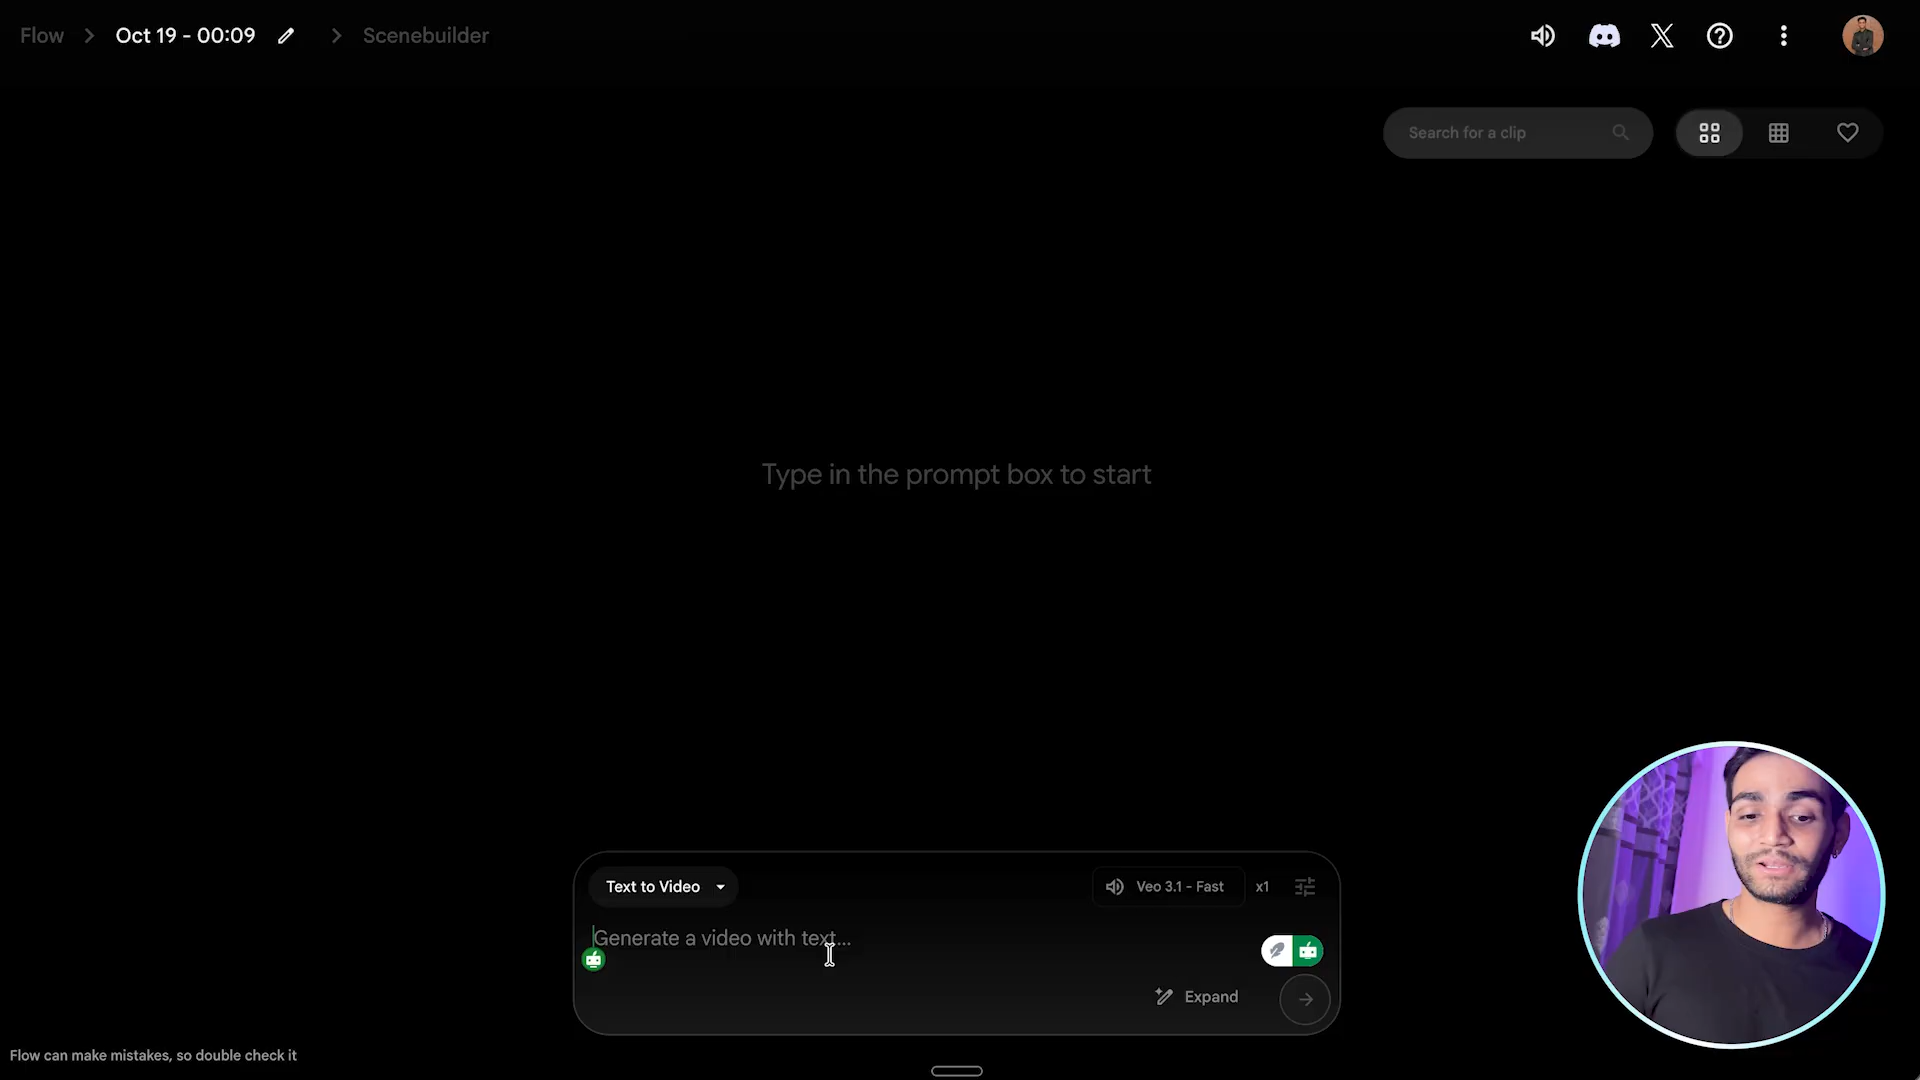 Flow > Oct 19 - 00:09 > Scenebuilder
Search for a clip
Type in the prompt box to start
Text to Video
Veo 3.1 - Fast x1
Generate a video with text...
Expand
Flow can make mistakes, so double check it